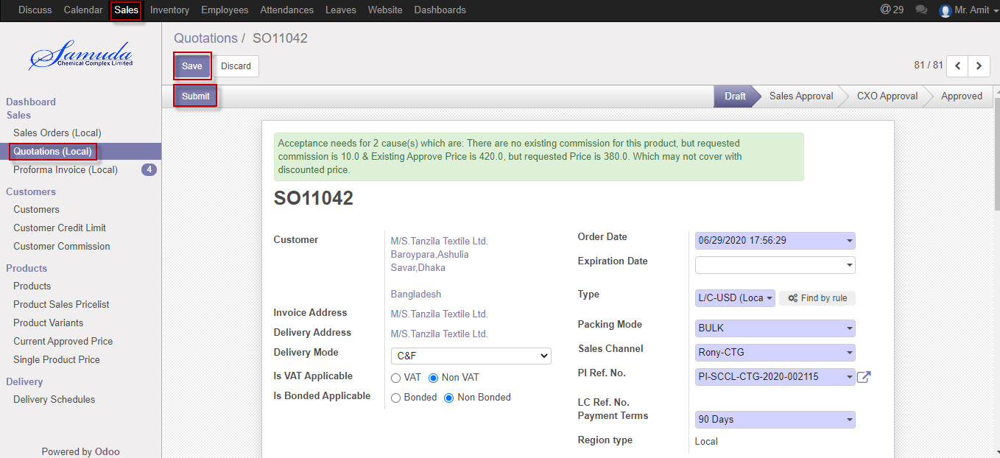 Discuss Calendar Sales Inventory Employees Attendances Leaves Website Dashboards @ 29 Mr. Amit
Samuda
Chemical Complex Limited
Quotations / SO11042
Save Discard 81 / 81
Submit Draft Sales Approval CXO Approval Approved
Dashboard
Sales
Sales Orders (Local)
Quotations (Local)
Proforma Invoice (Local) 4
Customers
Customers
Customer Credit Limit
Customer Commission
Products
Products
Product Sales Pricelist
Product Variants
Current Approved Price
Single Product Price
Delivery
Delivery Schedules
Powered by Odoo
Acceptance needs for 2 cause(s) which are: There are no existing commission for this product, but requested
commission is 10.0 & Existing Approve Price is 420.0, but requested Price is 380.0. Which may not cover with
discounted price.
SO11042
Customer M/S.Tanzila Textile Ltd.
Baroypara,Ashulia
Savar,Dhaka
Bangladesh
Invoice Address M/S.Tanzila Textile Ltd.
Delivery Address M/S.Tanzila Textile Ltd.
Delivery Mode C&F
Is VAT Applicable VAT Non VAT
Is Bonded Applicable Bonded Non Bonded
Order Date 06/29/2020 17:56:29
Expiration Date
Type L/C-USD (Loca Find by rule
Packing Mode BULK
Sales Channel Rony-CTG
PI Ref. No. PI-SCCL-CTG-2020-002115
LC Ref. No.
Payment Terms 90 Days
Region type Local